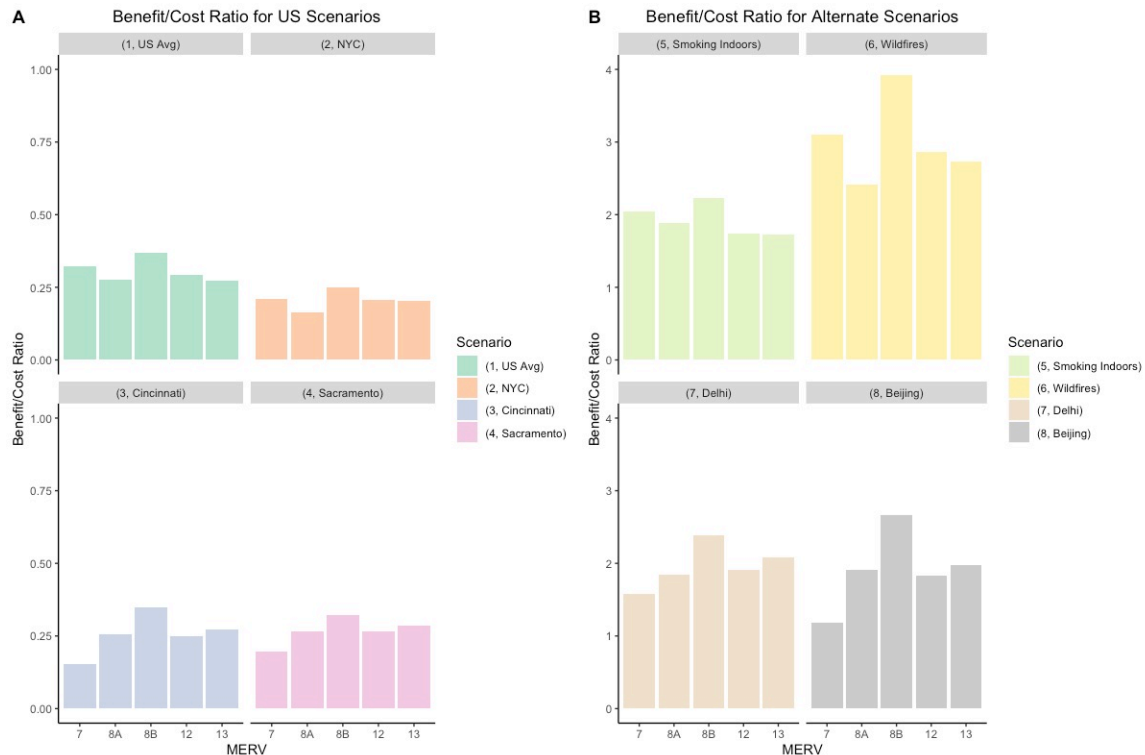 A
Benefit/Cost Ratio for US Scenarios
(1, US Avg)
(2, NYC)
1.00
0.75
0.50
0.25
0.00
(3, Cincinnati)
(4, Sacramento)
1.00
0.75
0.50
0.25
0.00
Benefit/Cost Ratio
7 8A 8B 12 13
7 8A 8B 12 13
MERV
Scenario
(1, US Avg)
(2, NYC)
(3, Cincinnati)
(4, Sacramento)
B
Benefit/Cost Ratio for Alternate Scenarios
(5, Smoking Indoors)
(6, Wildfires)
4
3
2
1
0
(7, Delhi)
(8, Beijing)
4
3
2
1
0
Benefit/Cost Ratio
7 8A 8B 12 13
7 8A 8B 12 13
MERV
Scenario
(5, Smoking Indoors)
(6, Wildfires)
(7, Delhi)
(8, Beijing)